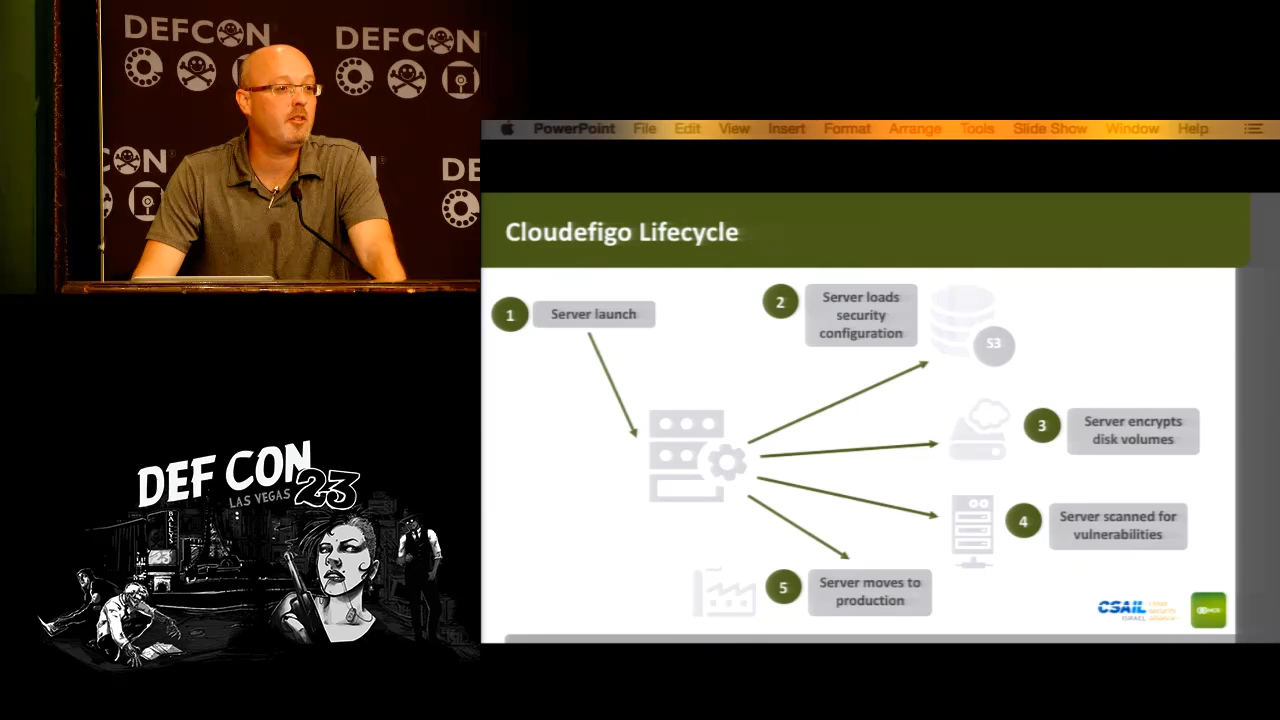 DEFCON
DEFCON
CON
DE
PowerPoint File Edit View Insert Format Arrange Tools Slide Show Window Help
Cloudefigo Lifecycle
1
Server launch
2
Server loads
security
configuration
S3
3
Server encrypts
disk volumes
4
Server scanned for
vulnerabilities
5
Server moves to
production
CSAIL
ISRAEL
DEF CON
LAS VEGAS 23
BALLYS